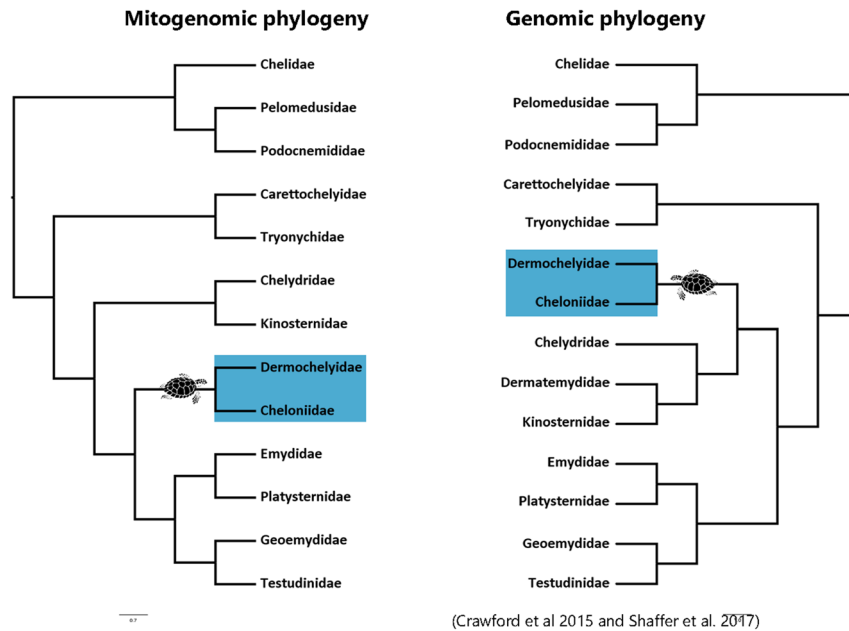 Mitogenomic phylogeny
Chelidae
Pelomedusidae
Podocnemididae
Carettochelyidae
Tryonychidae
Chelydridae
Kinosternidae
Dermochelyidae
Cheloniidae
Emydidae
Platysternidae
Geoemydidae
Testudinidae
0.7
Genomic phylogeny
Chelidae
Pelomedusidae
Podocnemididae
Carettochelyidae
Tryonychidae
Dermochelyidae
Cheloniidae
Chelydridae
Dermatemydidae
Kinosternidae
Emydidae
Platysternidae
Geoemydidae
Testudinidae
(Crawford et al 2015 and Shaffer et al. 2017)